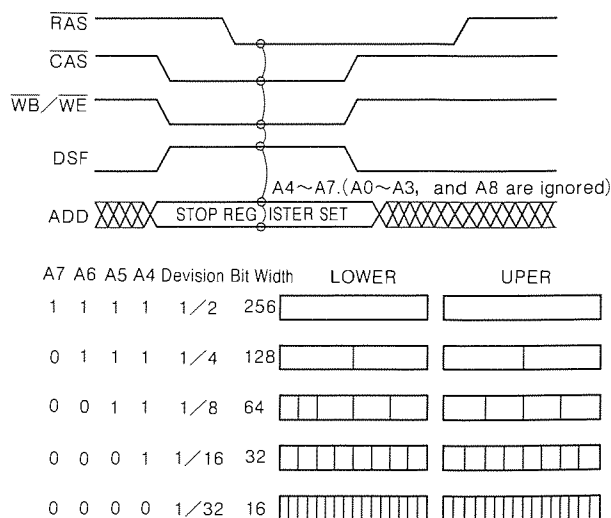 RAS
CAS
WB/WE
DSF
A4~A7.(A0~A3, and A8 are ignored)
ADD STOP REGISTER SET
A7 A6 A5 A4 Devision Bit Width LOWER UPER
1 1 1 1 1/2 256
0 1 1 1 1/4 128
0 0 1 1 1/8 64
0 0 0 1 1/16 32
0 0 0 0 1/32 16